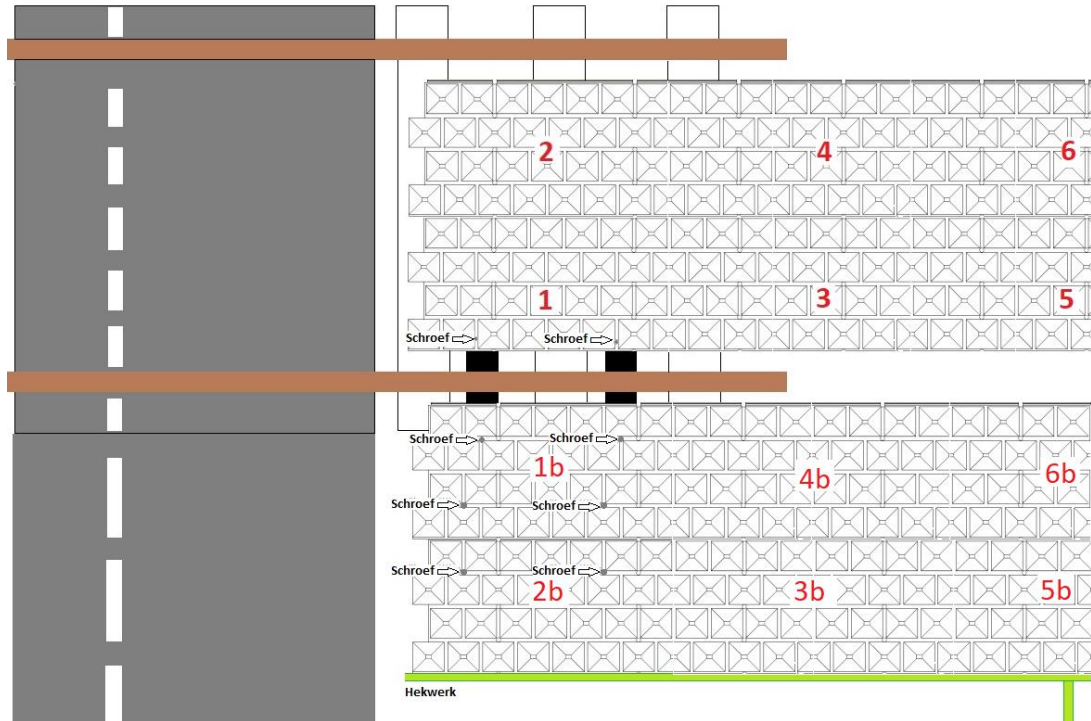 2 4 6
1 3 5
Schroef Schroef
Schroef Schroef
1b 4b 6b
Schroef Schroef
Schroef Schroef
2b 3b 5b
Hekwerk